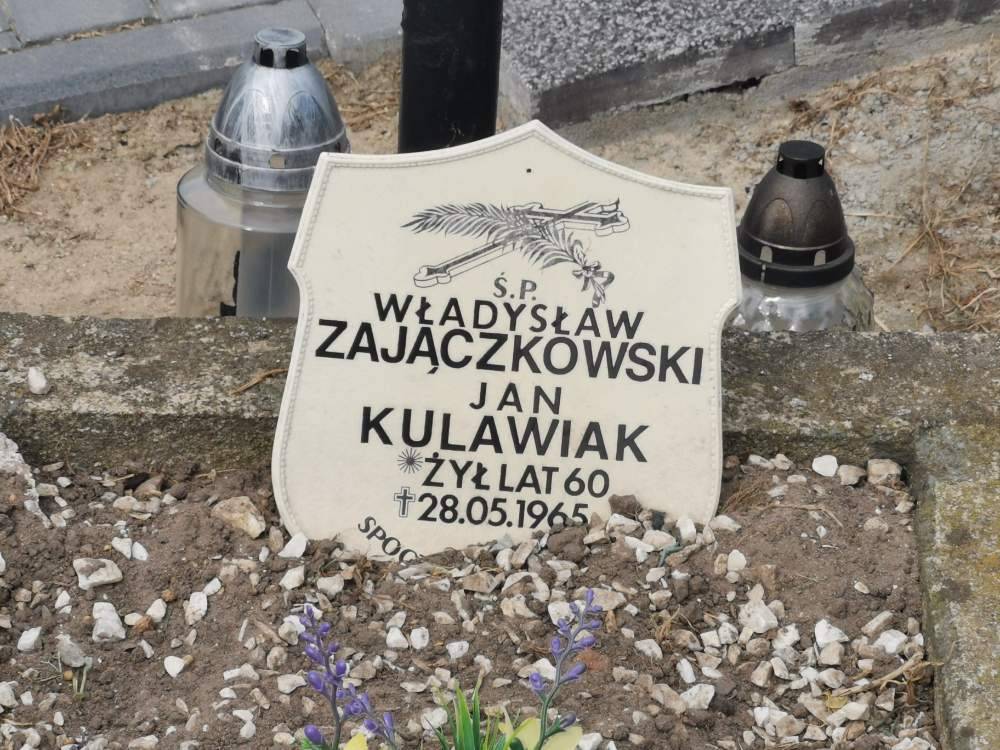 Ś.P.
WŁADYSŁAW
ZAJĄCZKOWSKI
JAN
KULAWIAK
ŻYŁ LAT 60
28.05.1965